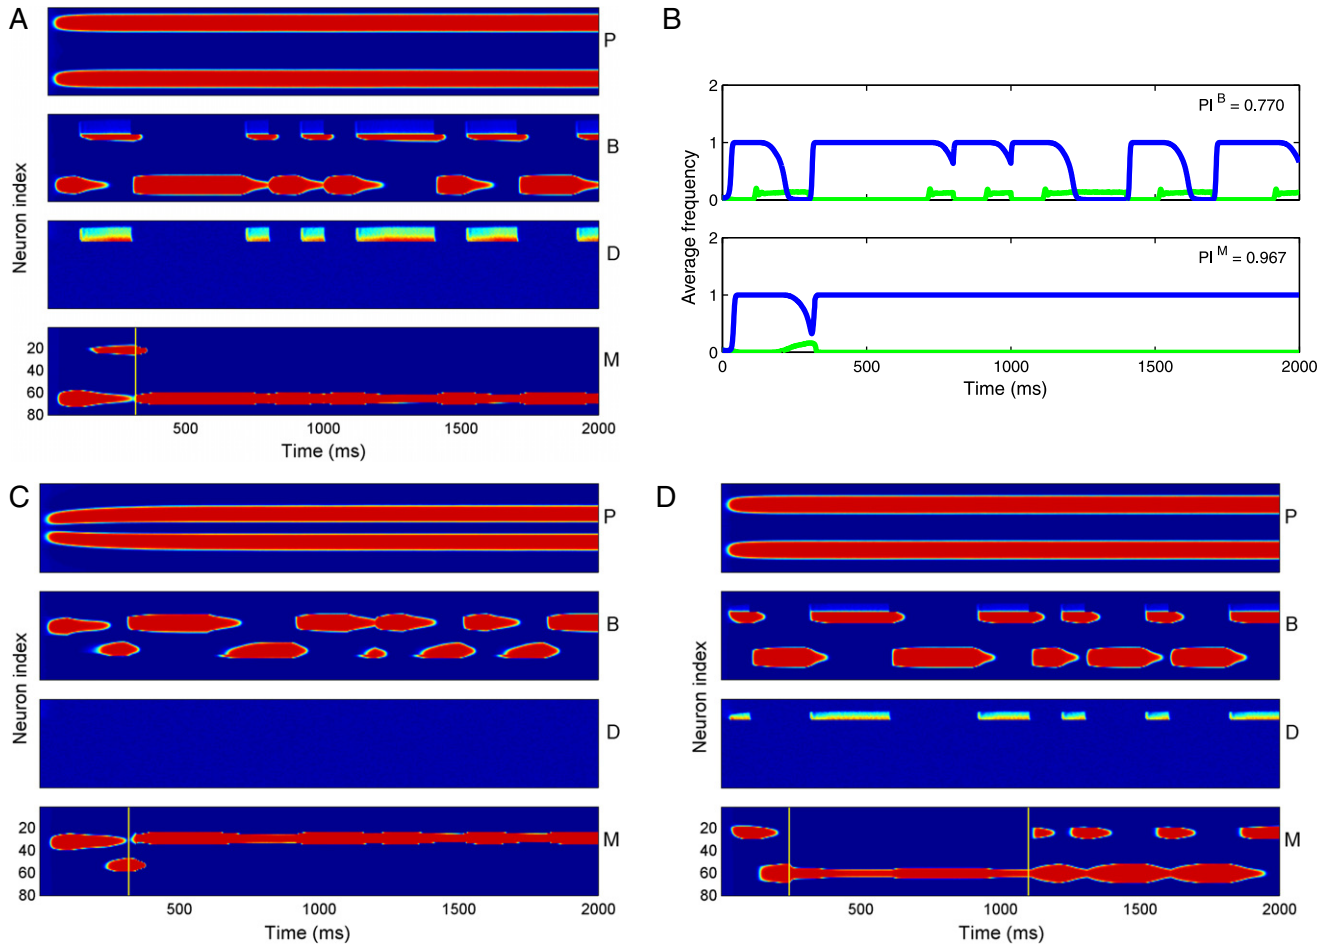 A
P
B
D
M
Neuron index
20
40
60
80
500
1000
1500
2000
Time (ms)
B
2
1
0
PI B = 0.770
2
1
0
PI M = 0.967
Average frequency
0
500
1000
1500
2000
Time (ms)
C
P
B
D
M
Neuron index
20
40
60
80
500
1000
1500
2000
Time (ms)
D
P
B
D
M
Neuron index
20
40
60
80
500
1000
1500
2000
Time (ms)